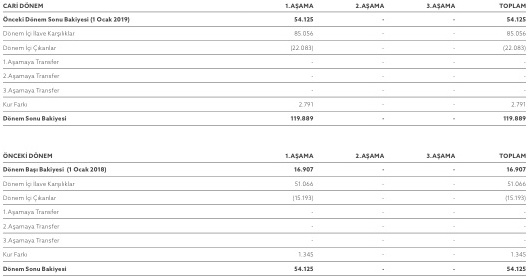 CARİ DÖNEM 1.AŞAMA 2.AŞAMA 3.AŞAMA TOPLAM
Önceki Dönem Sonu Bakiyesi (1 Ocak 2019) 54.125 - - 54.125
Dönem İçi İlave Karşılıklar 85.056 - - 85.056
Dönem İçi Çıkanlar (22.083) - - (22.083)
1.Aşamaya Transfer - - - -
2.Aşamaya Transfer - - - -
3.Aşamaya Transfer - - - -
Kur Farkı 2.791 - - 2.791
Dönem Sonu Bakiyesi 119.889 - - 119.889
ÖNCEKİ DÖNEM 1.AŞAMA 2.AŞAMA 3.AŞAMA TOPLAM
Dönem Başı Bakiyesi (1 Ocak 2018) 16.907 - - 16.907
Dönem İçi İlave Karşılıklar 51.066 - - 51.066
Dönem İçi Çıkanlar (15.193) - - (15.193)
1.Aşamaya Transfer - - - -
2.Aşamaya Transfer - - - -
3.Aşamaya Transfer - - - -
Kur Farkı 1.345 - - 1.345
Dönem Sonu Bakiyesi 54.125 - - 54.125